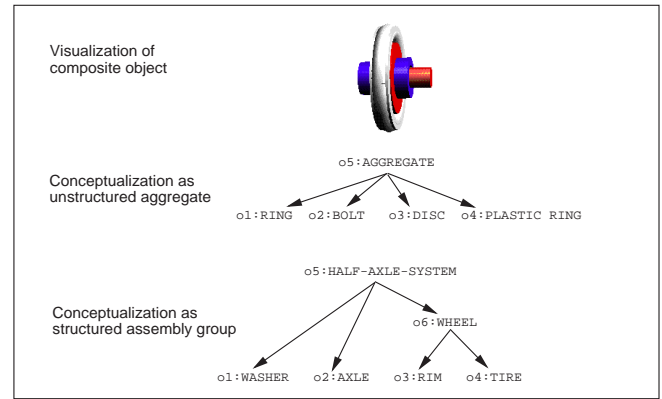 Visualization of
composite object
o5:AGGREGATE
Conceptualization as
unstructured aggregate
o1:RING o2:BOLT o3:DISC o4:PLASTIC RING
o5:HALF-AXLE-SYSTEM
Conceptualization as
structured assembly group
o6:WHEEL
o1:WASHER o2:AXLE o3:RIM o4:TIRE